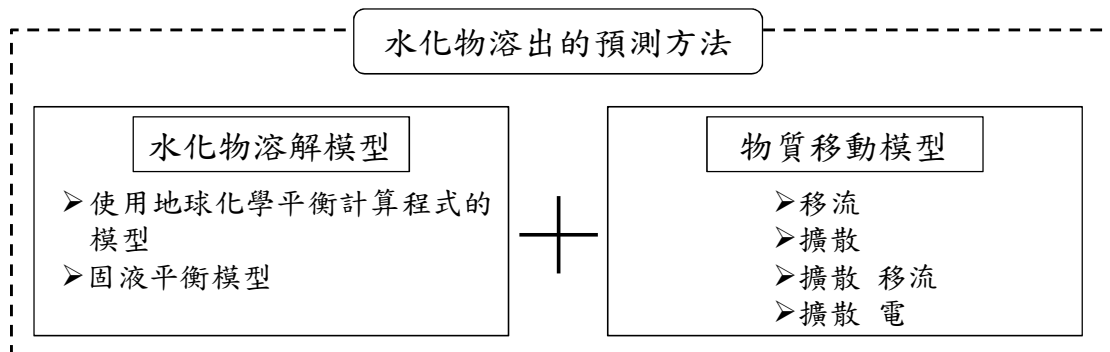 水化物溶出的預測方法
水化物溶解模型
➢使用地球化學平衡計算程式的
模型
➢固液平衡模型
物質移動模型
➢移流
➢擴散
➢擴散 移流
➢擴散 電